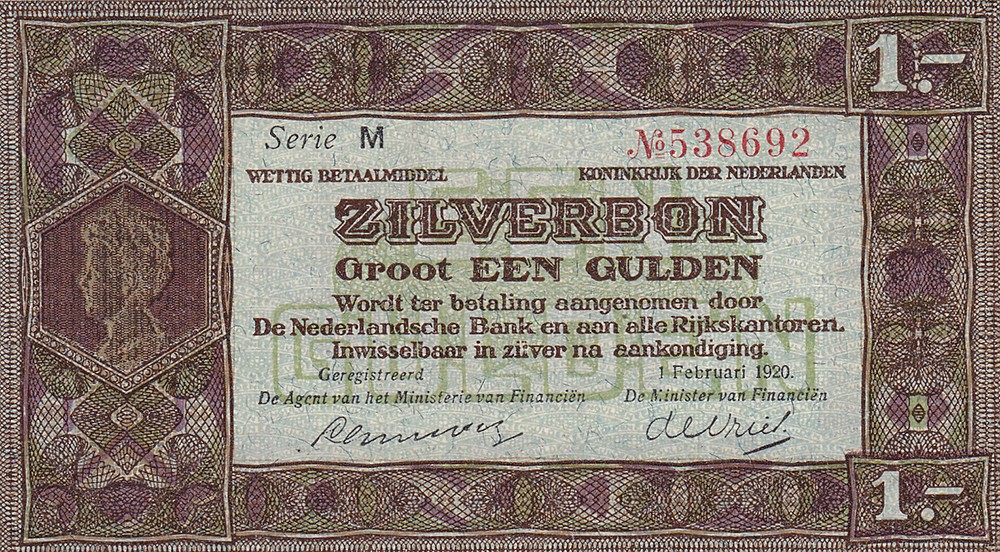 1.-
Serie M
№538692
WETTIG BETAALMIDDEL
KONINKRIJK DER NEDERLANDEN
ZILVERBON
Groot EEN GULDEN
Wordt ter betaling aangenomen door
De Nederlandsche Bank en aan alle Rijkskantoren.
Inwisselbaar in zilver na aankondiging.
Geregistreerd
1 Februari 1920.
De Agent van het Ministerie van Financiën
De Minister van Financiën
deVries
1.-